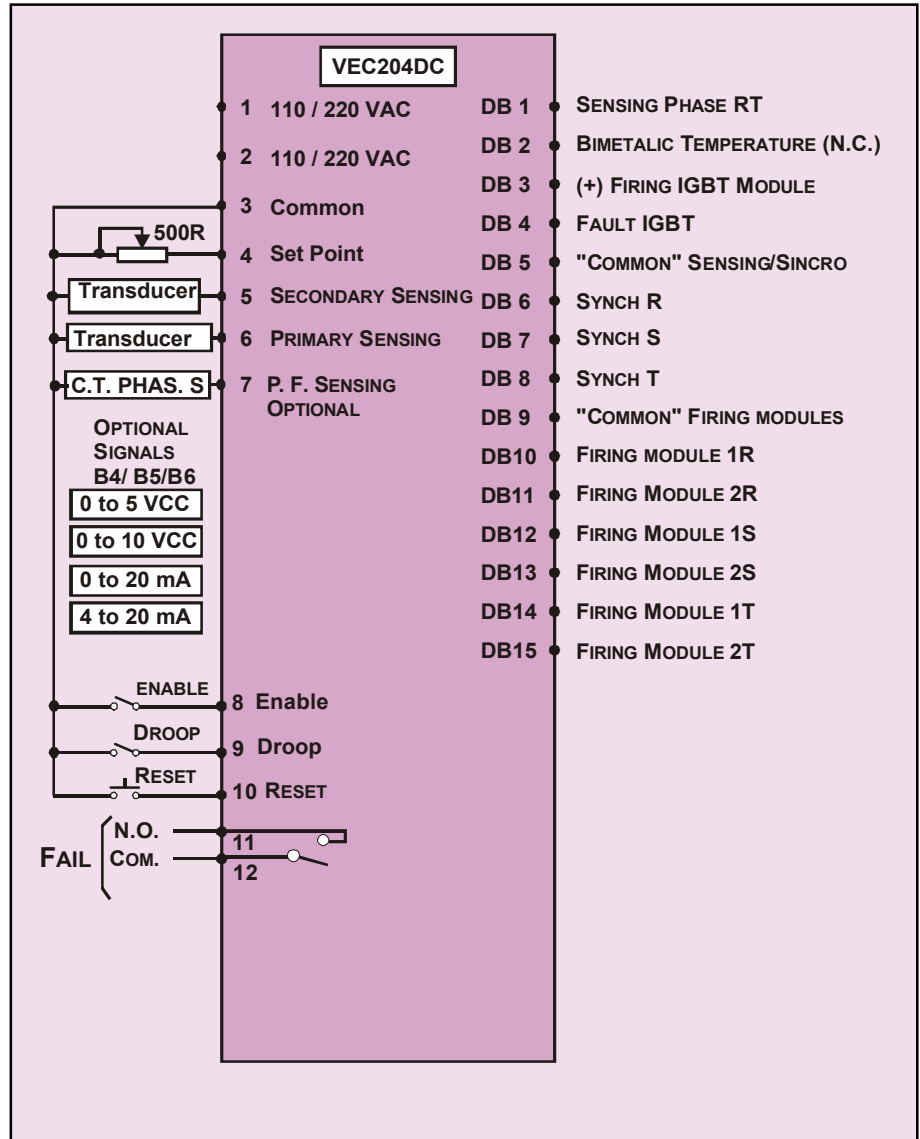 VEC204DC
1 110 / 220 VAC
2 110 / 220 VAC
3 Common
500R
4 Set Point
Transducer
5 SECONDARY SENSING
Transducer
6 PRIMARY SENSING
C.T. PHAS. S
7 P. F. SENSING
OPTIONAL
OPTIONAL
SIGNALS
B4/ B5/B6
0 to 5 VCC
0 to 10 VCC
0 to 20 mA
4 to 20 mA
ENABLE
8 Enable
DROOP
9 Droop
RESET
10 RESET
FAIL
N.O.
11
COM.
12
DB 1 SENSING PHASE RT
DB 2 BIMETALIC TEMPERATURE (N.C.)
DB 3 (+) FIRING IGBT MODULE
DB 4 FAULT IGBT
DB 5 "COMMON" SENSING/SINCRO
DB 6 SYNCH R
DB 7 SYNCH S
DB 8 SYNCH T
DB 9 "COMMON" FIRING MODULES
DB10 FIRING MODULE 1R
DB11 FIRING MODULE 2R
DB12 FIRING MODULE 1S
DB13 FIRING MODULE 2S
DB14 FIRING MODULE 1T
DB15 FIRING MODULE 2T